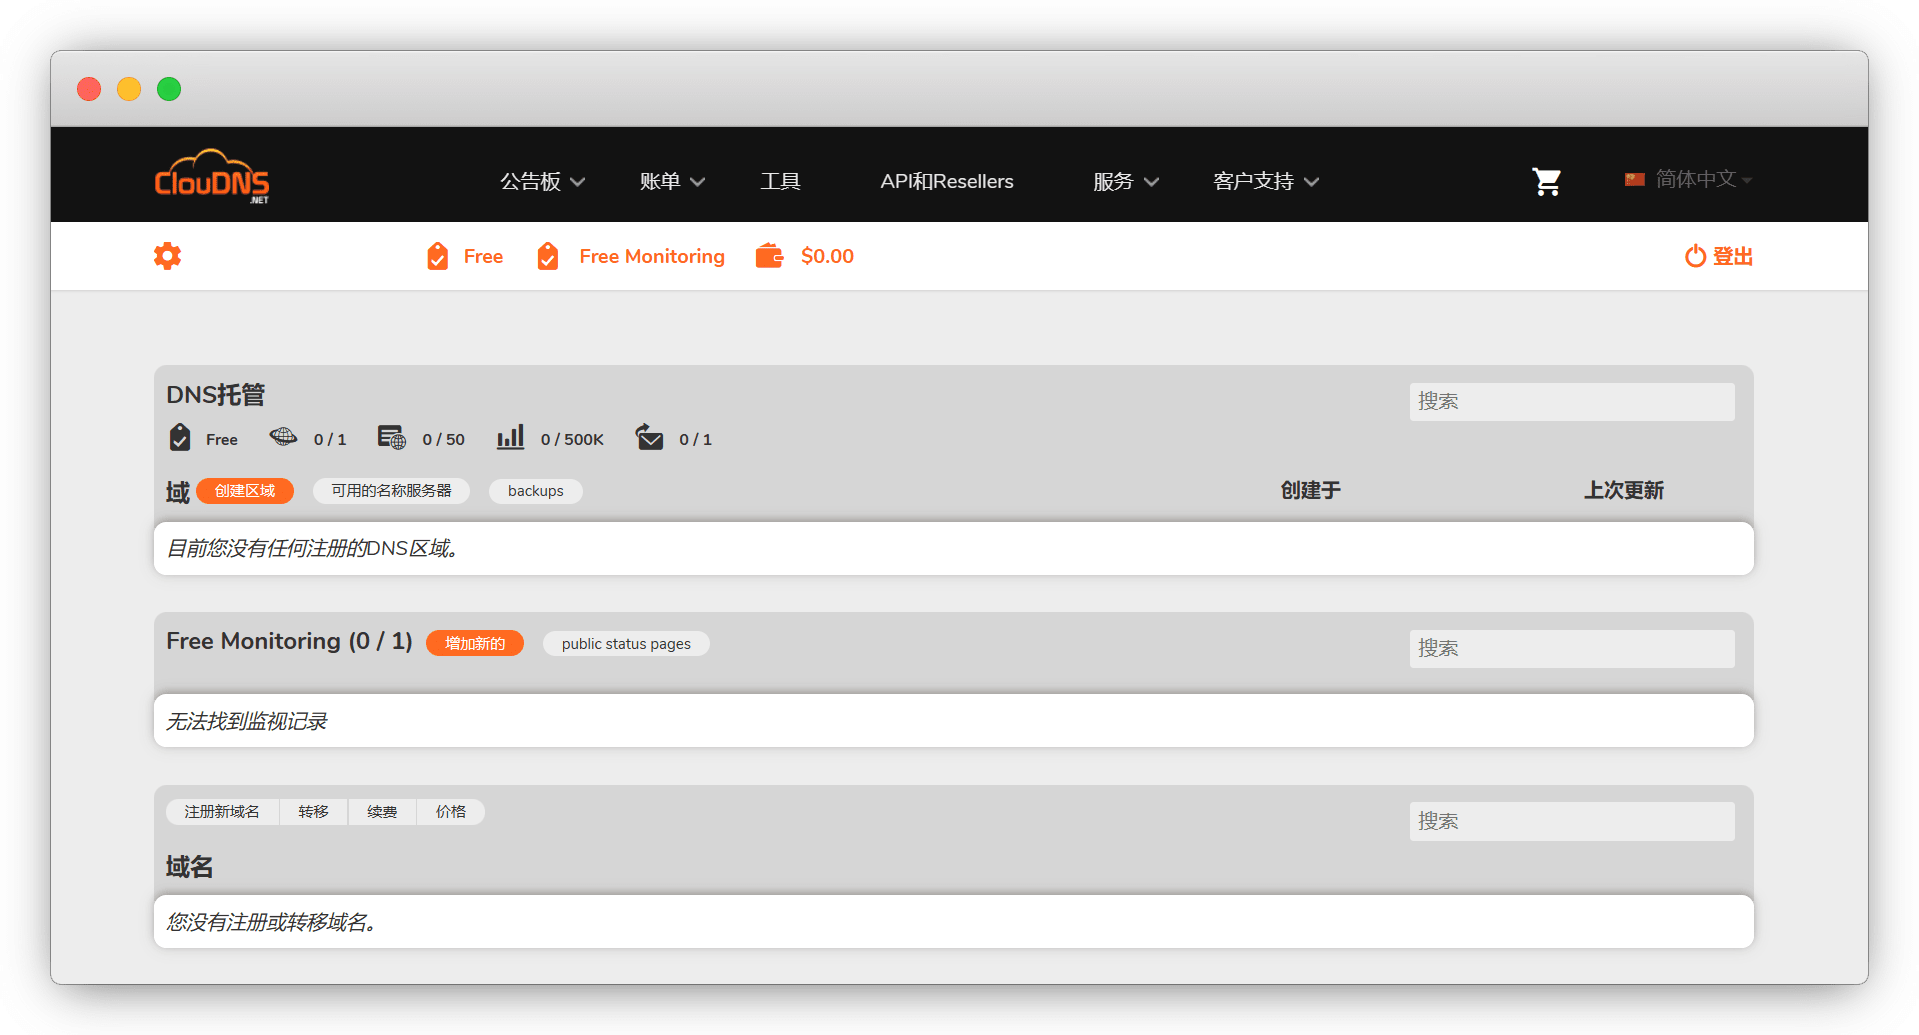 ClouDNS
.NET
公告板 账单 工具 API和Resellers 服务 客户支持 简体中文
Free Free Monitoring $0.00 登出
DNS托管 搜索
Free 0 / 1 0 / 50 0 / 500K 0 / 1
域 创建区域 可用的名称服务器 backups 创建于 上次更新
目前您没有任何注册的DNS区域。
Free Monitoring (0 / 1) 增加新的 public status pages 搜索
无法找到监视记录
注册新域名 转移 续费 价格 搜索
域名
您没有注册或转移域名。